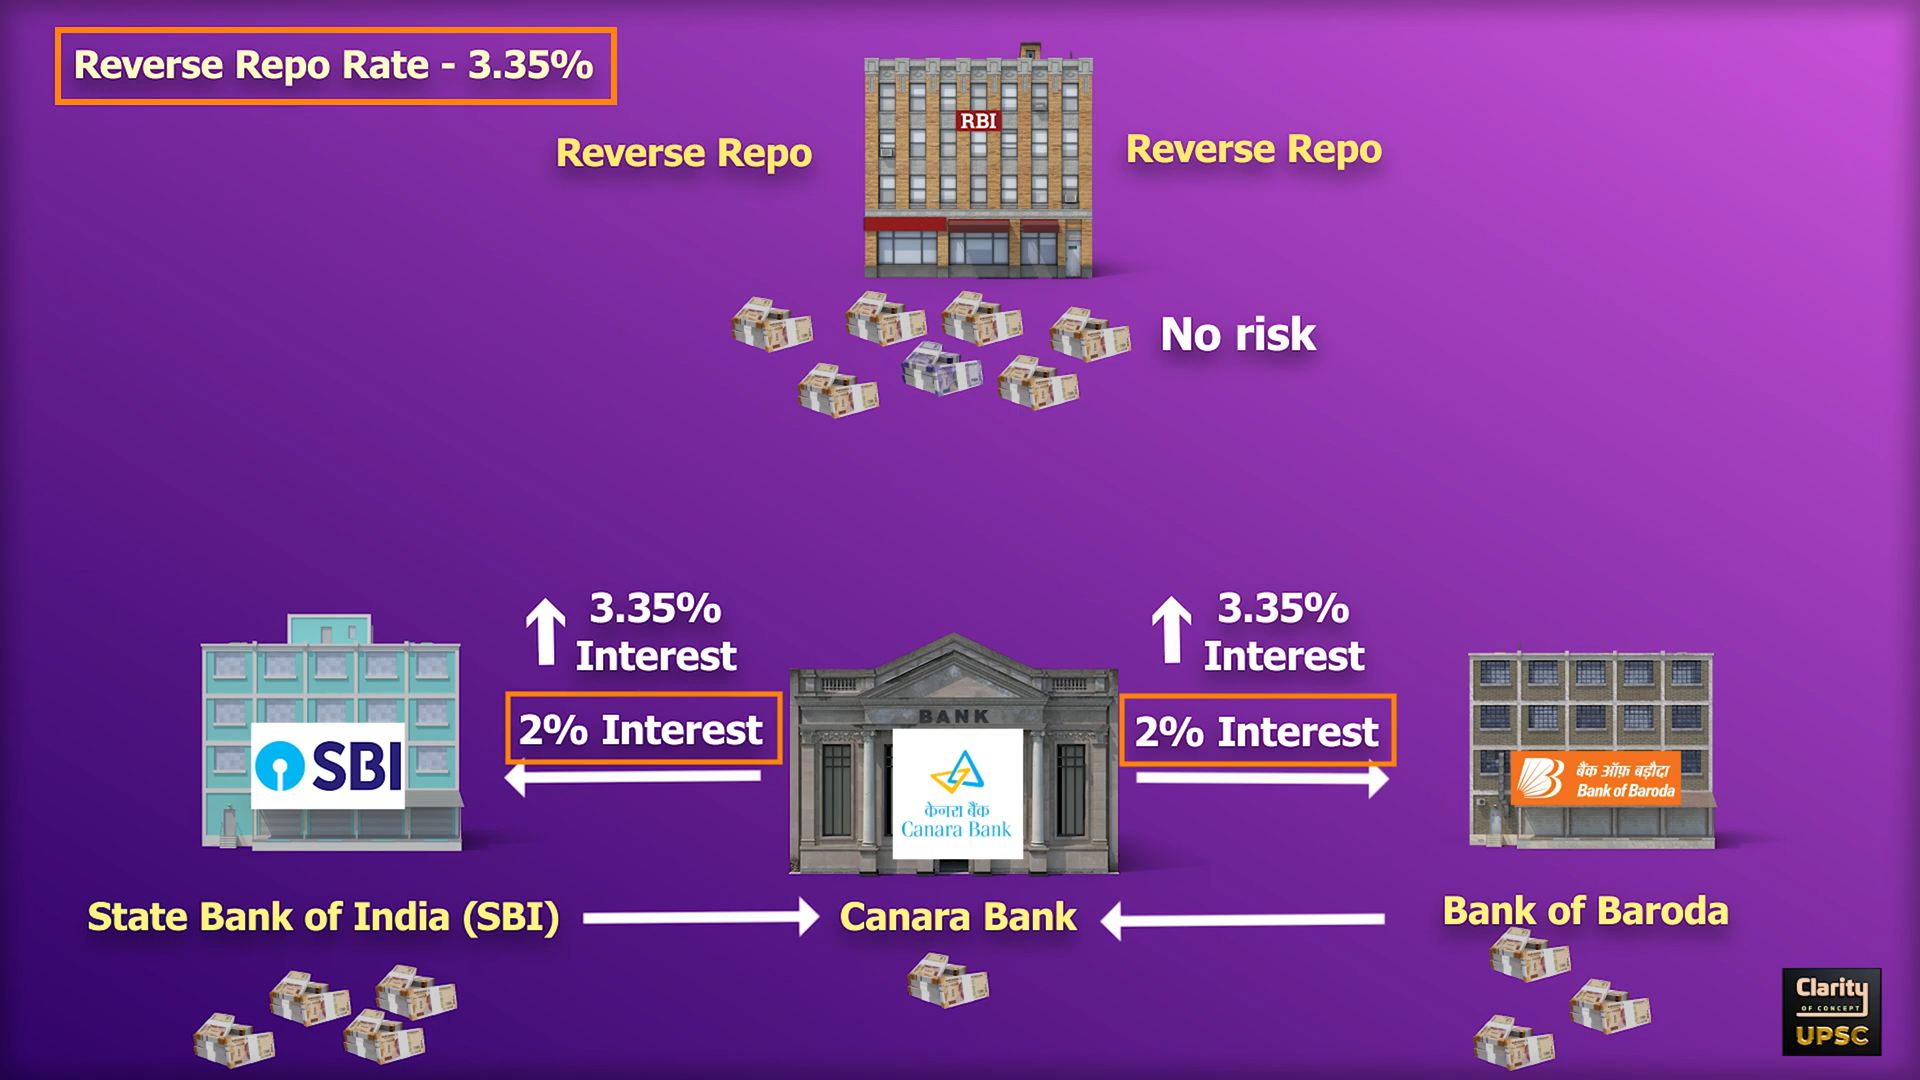 Reverse Repo Rate - 3.35%
RBI
Reverse Repo
Reverse Repo
No risk
3.35%
Interest
3.35%
Interest
2% Interest
2% Interest
BANK
SBI
केनरा बैंक
Canara Bank
बैंक ऑफ़ बड़ौदा
Bank of Baroda
State Bank of India (SBI)
Canara Bank
Bank of Baroda
Clarity
OF CONCEPT
UPSC